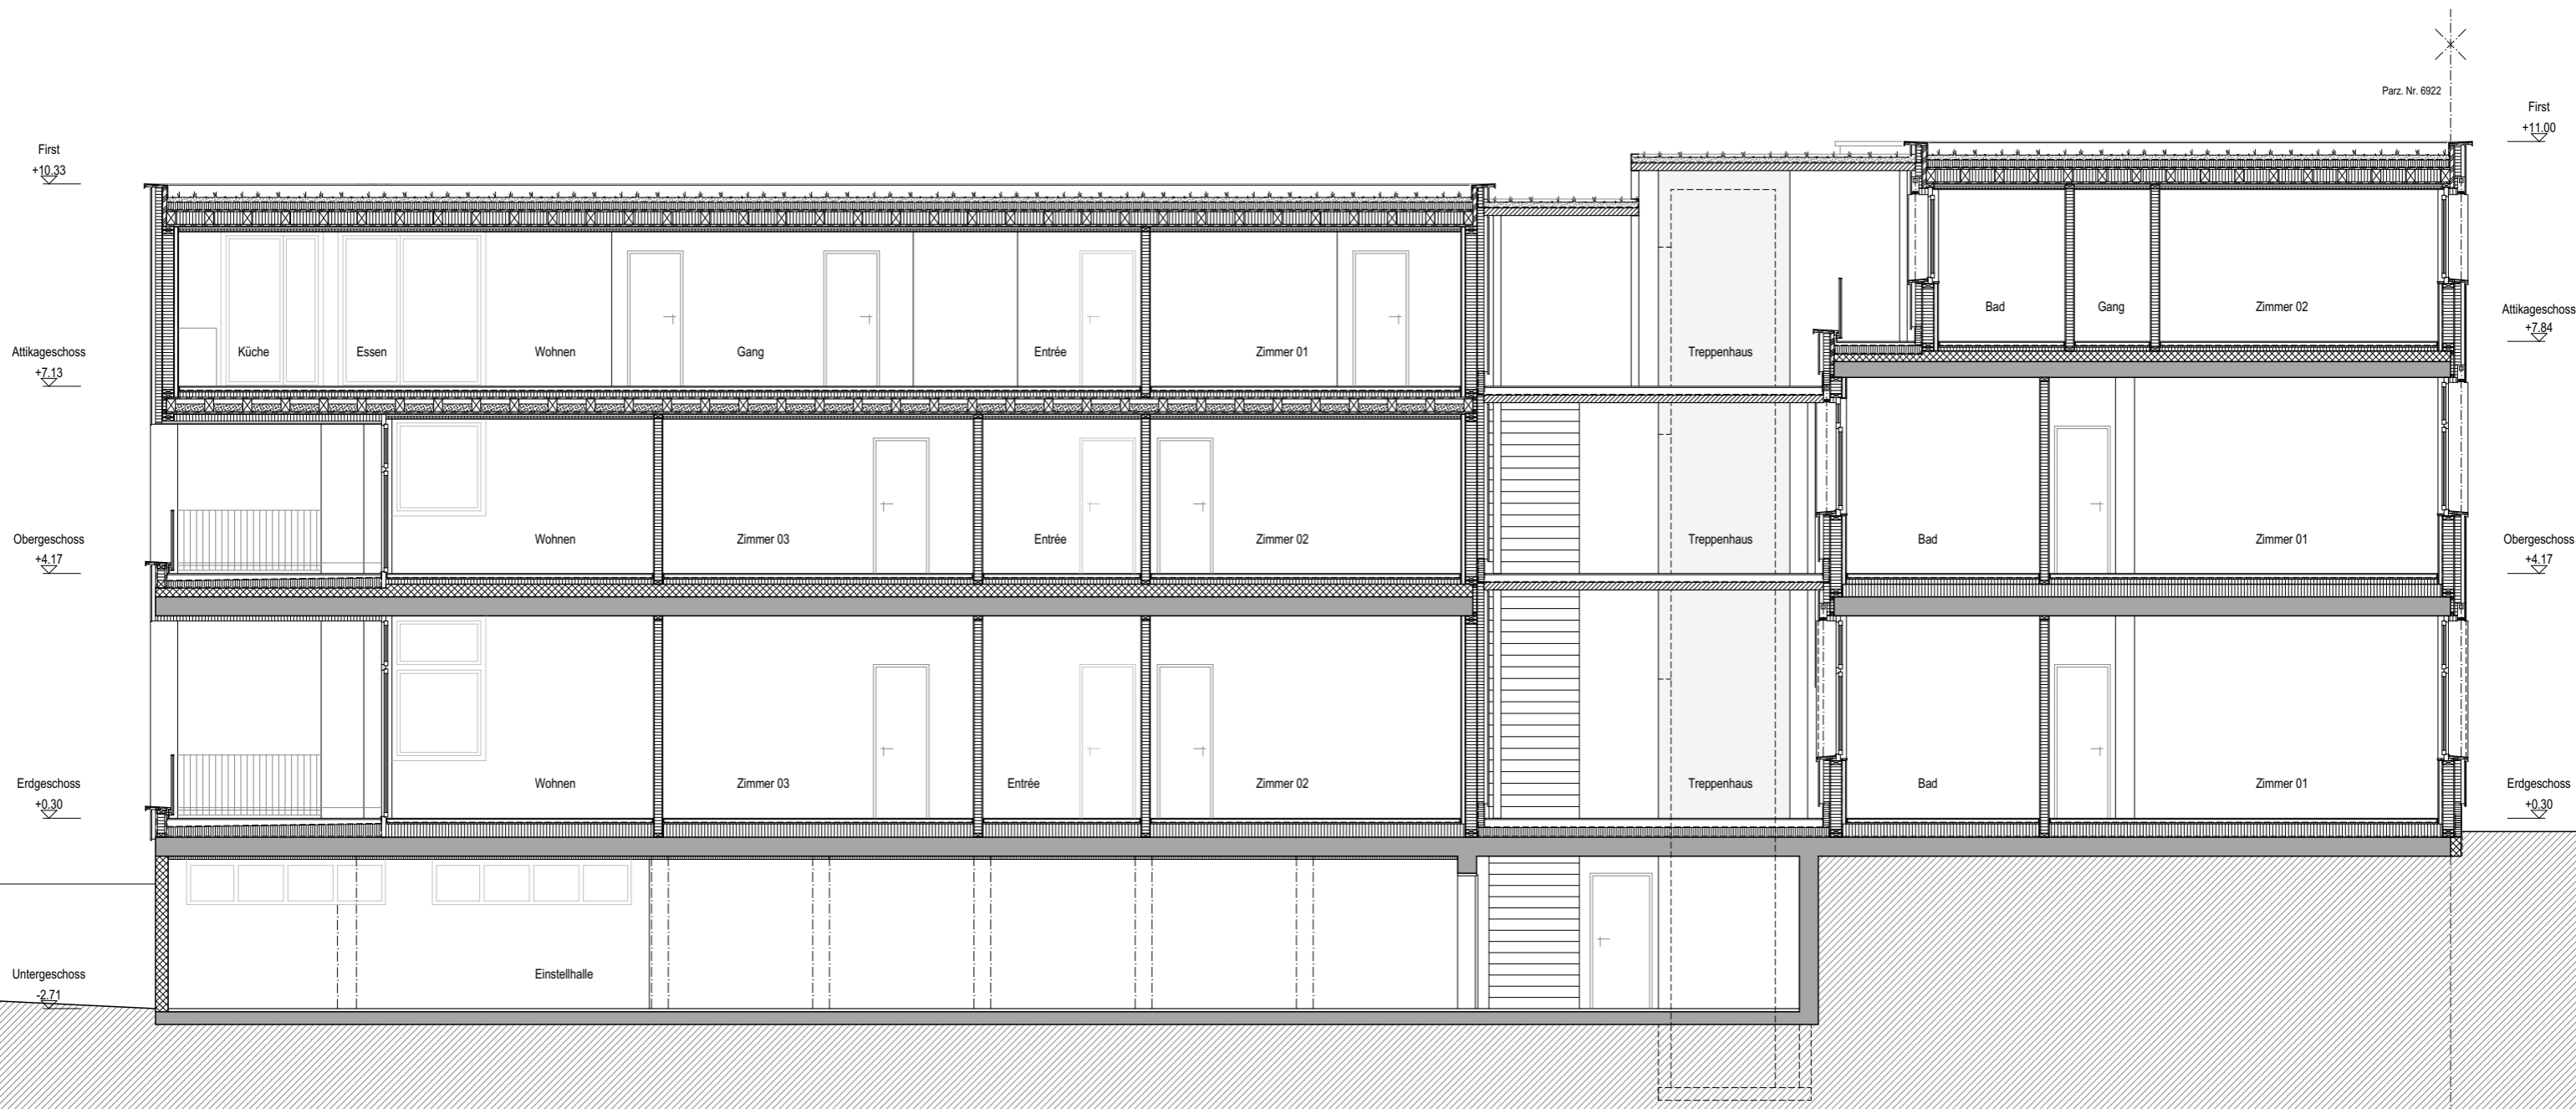 Parz. Nr. 6922
First
+11.00
First
+10.33
Bad
Gang
Zimmer 02
Attikageschoss
+7.84
Attikageschoss
+7.13
Küche
Essen
Wohnen
Gang
Entrée
Zimmer 01
Treppenhaus
Obergeschoss
+4.17
Wohnen
Zimmer 03
Entrée
Zimmer 02
Treppenhaus
Bad
Zimmer 01
Obergeschoss
+4.17
Erdgeschoss
+0.30
Wohnen
Zimmer 03
Entrée
Zimmer 02
Treppenhaus
Bad
Zimmer 01
Erdgeschoss
+0.30
Untergeschoss
-2.71
Einstellhalle